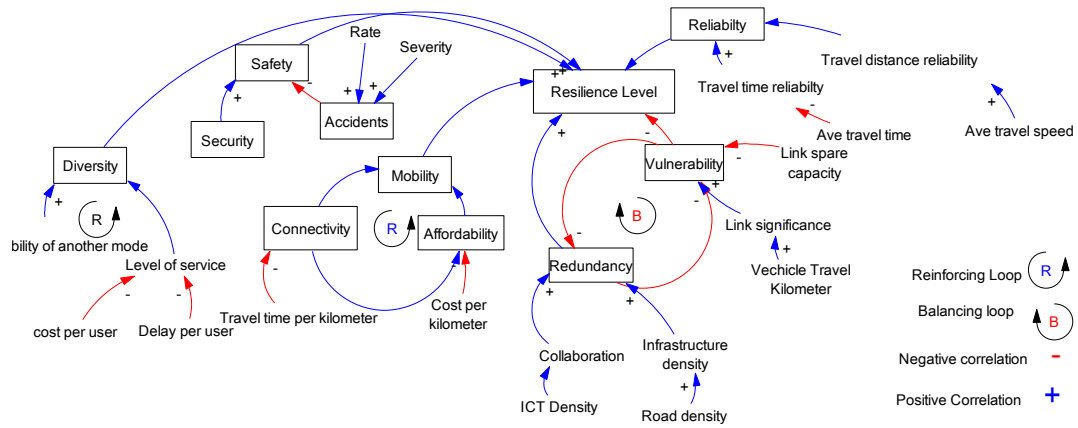 Rate
Severity
Safety
Accidents
Security
Diversity
R
bility of another mode
Level of service
cost per user
Delay per user
Mobility
Connectivity
R
Affordability
Travel time per kilometer
Cost per
kilometer
Resilience Level
Reliabilty
Travel distance reliability
Travel time reliabilty
Ave travel time
Ave travel speed
Link spare
capacity
Vulnerability
B
Link significance
Vechicle Travel
Kilometer
Redundancy
Collaboration
ICT Density
Infrastructure
density
Road density
Reinforcing Loop
R
Balancing loop
B
Negative correlation -
Positive Correlation +